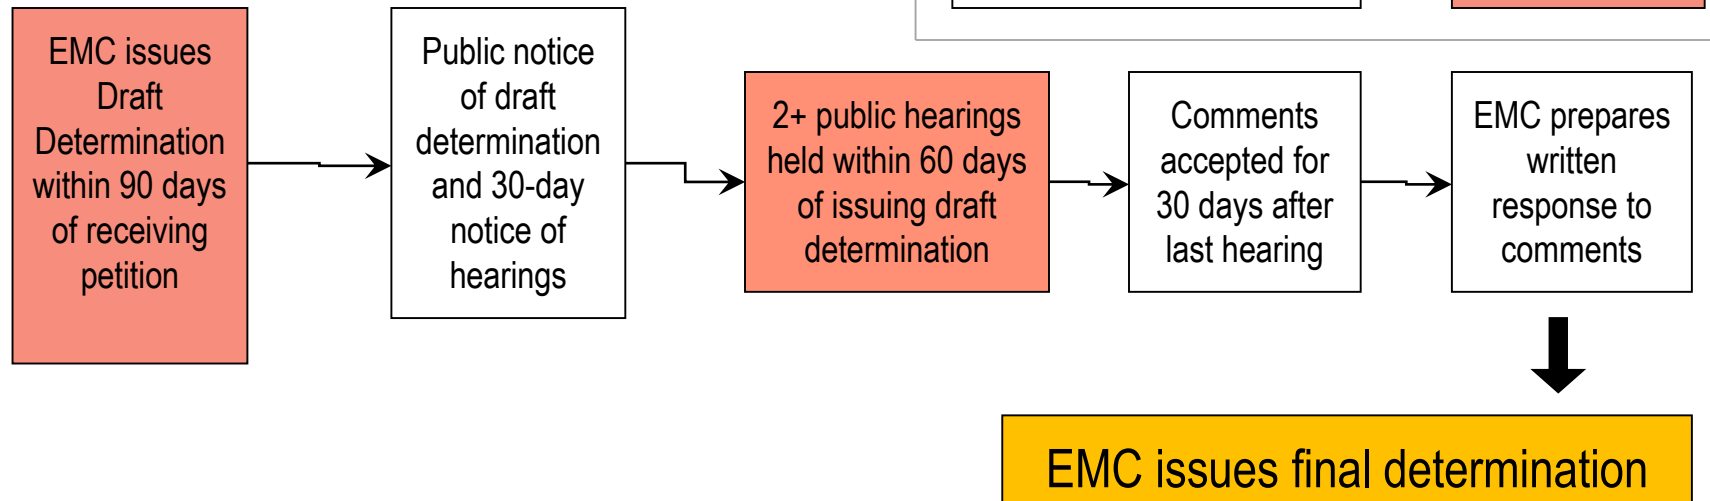 EMC issues
Draft
Determination
within 90 days
of receiving
petition
Public notice
of draft
determination
and 30-day
notice of
hearings
2+ public hearings
held within 60 days
of issuing draft
determination
Comments
accepted for
30 days after
last hearing
EMC prepares
written
response to
comments
EMC issues final determination